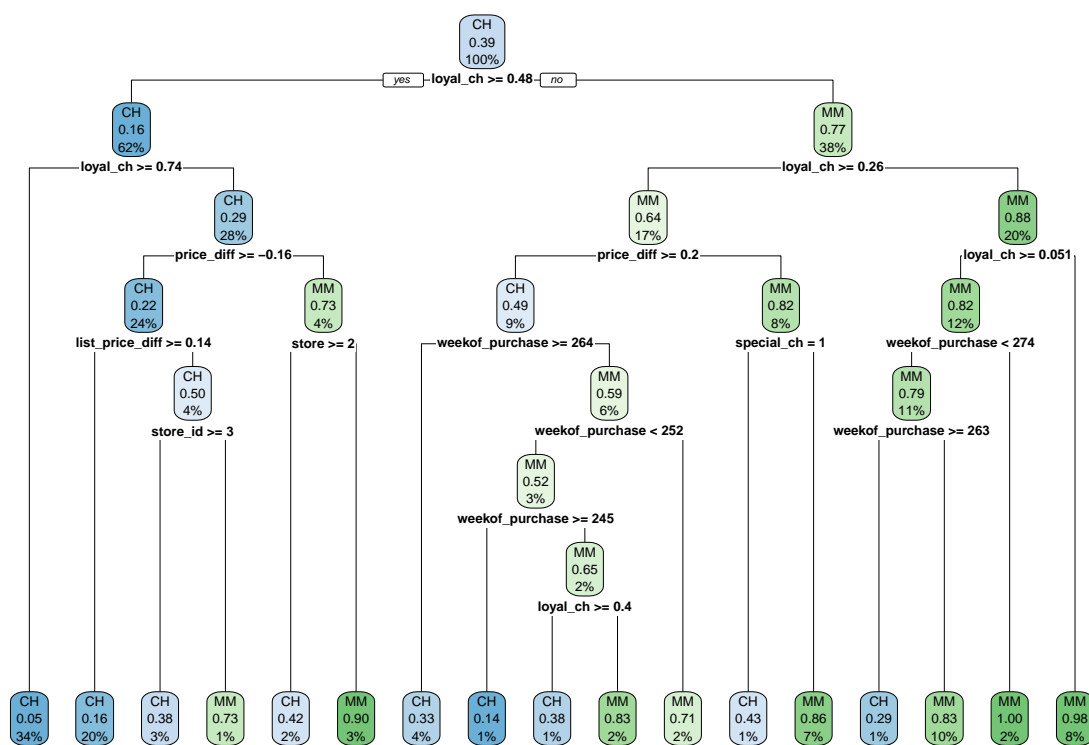 CH
0.39
100%
yes loyal_ch >= 0.48 no
CH
0.16
62%
loyal_ch >= 0.74
MM
0.77
38%
loyal_ch >= 0.26
CH
0.29
28%
price_diff >= −0.16
MM
0.64
17%
price_diff >= 0.2
MM
0.88
20%
loyal_ch >= 0.051
CH
0.22
24%
list_price_diff >= 0.14
MM
0.73
4%
store >= 2
CH
0.49
9%
weekof_purchase >= 264
MM
0.82
8%
special_ch = 1
MM
0.82
12%
weekof_purchase < 274
CH
0.50
4%
store_id >= 3
MM
0.59
6%
weekof_purchase < 252
MM
0.79
11%
weekof_purchase >= 263
MM
0.52
3%
weekof_purchase >= 245
MM
0.65
2%
loyal_ch >= 0.4
CH
0.05
34%
CH
0.16
20%
CH
0.38
3%
MM
0.73
1%
CH
0.42
2%
MM
0.90
3%
CH
0.33
4%
CH
0.14
1%
CH
0.38
1%
MM
0.83
2%
MM
0.71
2%
CH
0.43
1%
MM
0.86
7%
CH
0.29
1%
MM
0.83
10%
MM
1.00
2%
MM
0.98
8%